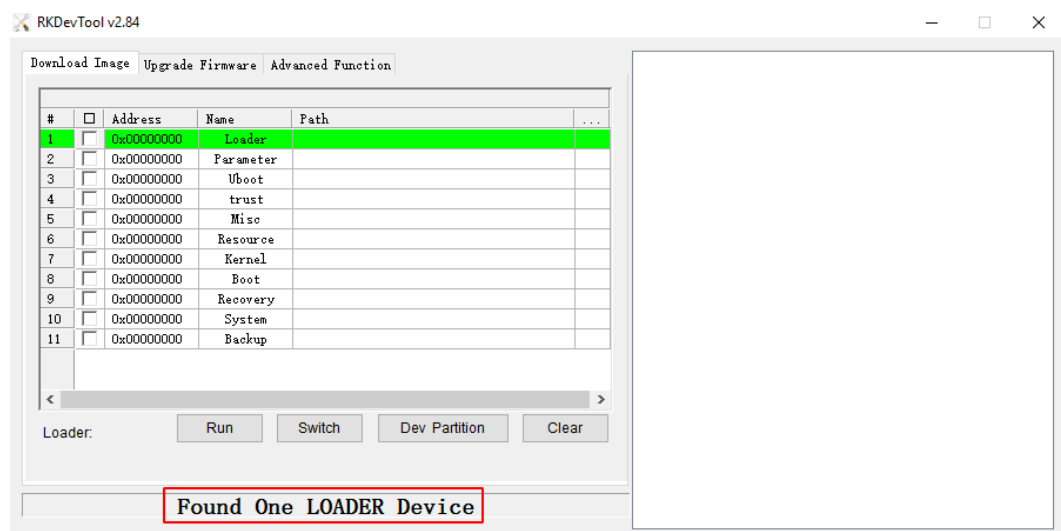 RKDevTool v2.84
Download Image Upgrade Firmware Advanced Function
# Address Name Path ...
1 0x00000000 Loader
2 0x00000000 Parameter
3 0x00000000 Uboot
4 0x00000000 trust
5 0x00000000 Misc
6 0x00000000 Resource
7 0x00000000 Kernel
8 0x00000000 Boot
9 0x00000000 Recovery
10 0x00000000 System
11 0x00000000 Backup
Loader: Run Switch Dev Partition Clear
Found One LOADER Device